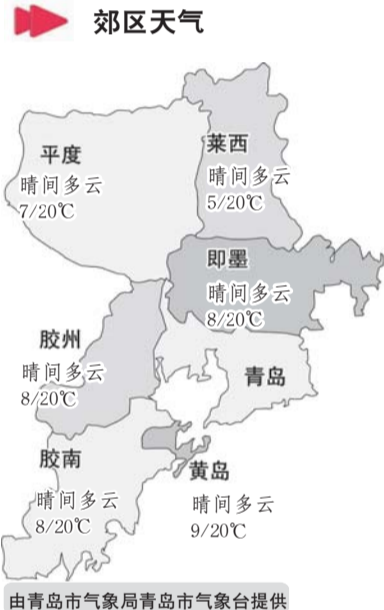 郊区天气
平度
晴间多云
7/20℃
莱西
晴间多云
5/20℃
即墨
晴间多云
8/20℃
胶州
晴间多云
8/20℃
青岛
胶南
晴间多云
8/20℃
黄岛
晴间多云
9/20℃
由青岛市气象局青岛市气象台提供